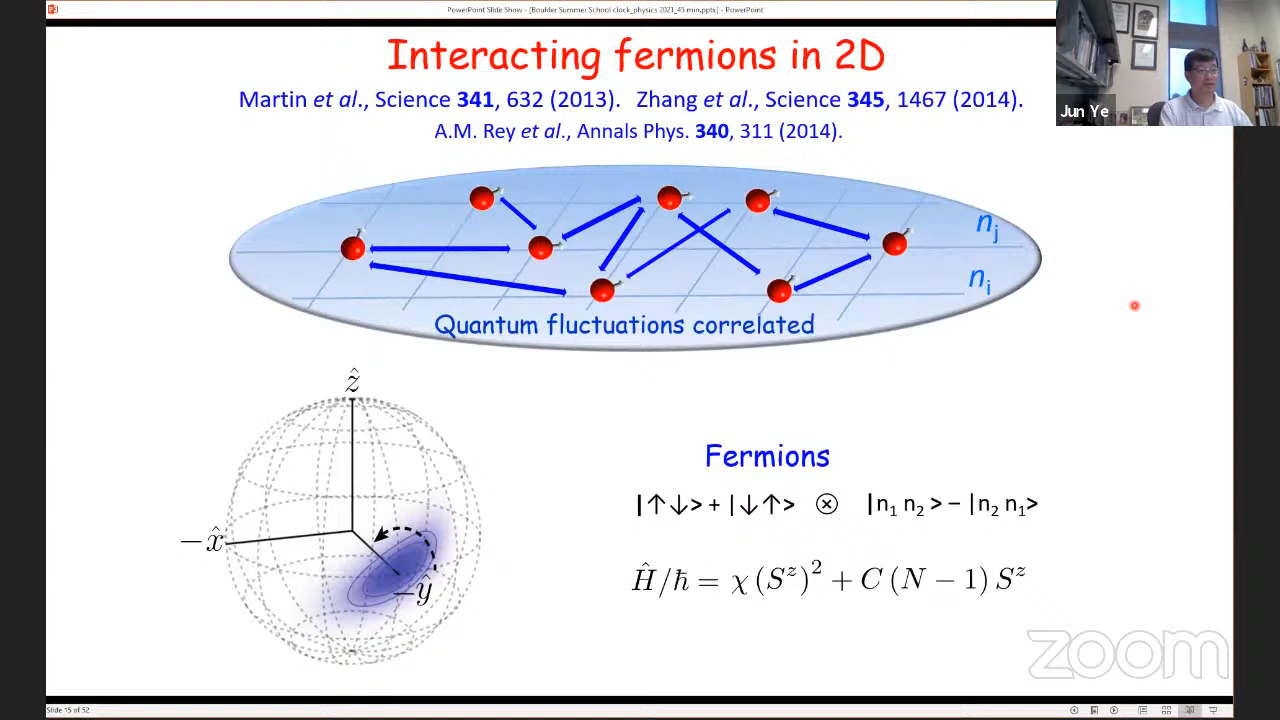 PowerPoint Slide Show - [Boulder Summer School clock_physics 2021_45 min.pptx] - PowerPoint
Interacting fermions in 2D
Martin et al., Science 341, 632 (2013). Zhang et al., Science 345, 1467 (2014).
A.M. Rey et al., Annals Phys. 340, 311 (2014).
Jun Ye
n_j
n_i
Quantum fluctuations correlated
ẑ
−x̂
−ŷ
Fermions
|↑↓> + |↓↑> ⊗ |n₁ n₂ > − |n₂ n₁>
Ĥ/ħ = χ (Sᶻ)² + C (N − 1) Sᶻ
zoom
Slide 15 of 52